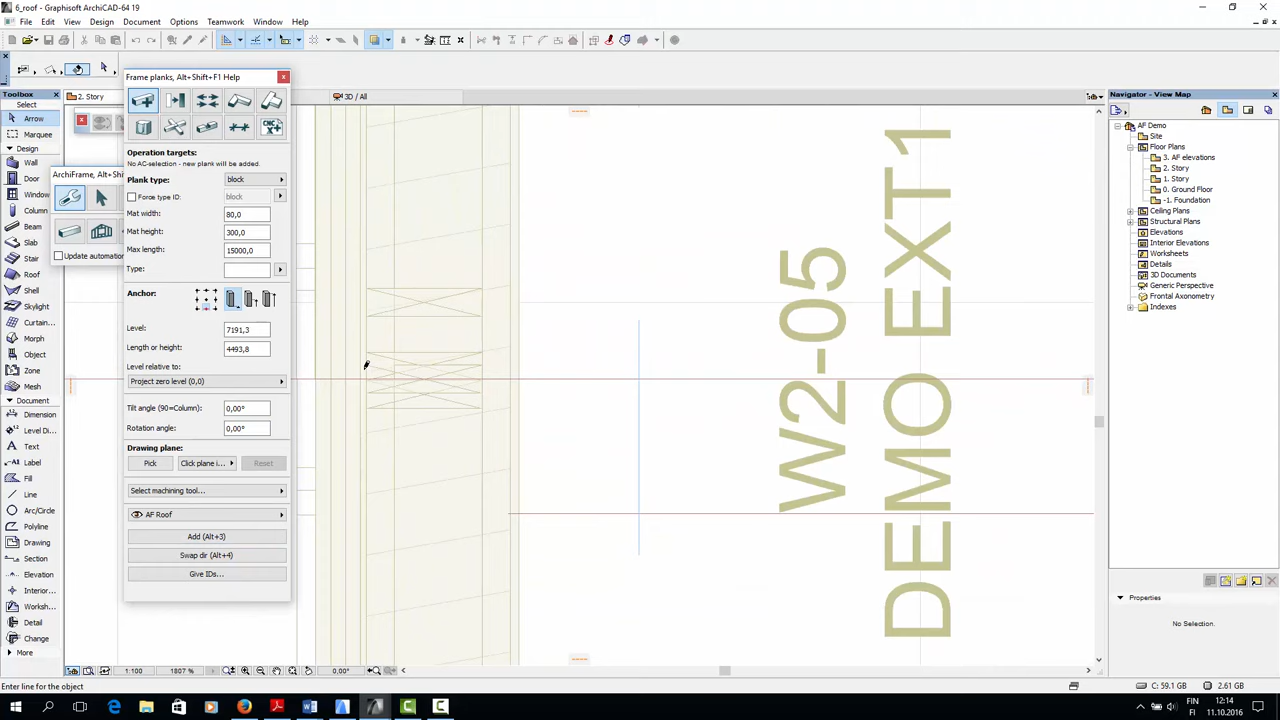 6_roof - Graphisoft ArchiCAD-64 19
File Edit View Design Document Options Teamwork Window Help
Frame planks, Alt+Shift+F1 Help
2. Story
3D / All
Toolbox
Select
Arrow
Marquee
Design
Wall
Door
Window
Column
Beam
Slab
Stair
Roof
Shell
Skylight
Curtain...
Morph
Object
Zone
Mesh
Document
Dimension
Level Di...
Text
Label
Fill
Line
Arc/Circle
Polyline
Drawing
Section
Elevation
Interior...
Worksh...
Detail
Change
More
ArchiFrame, Alt+Shi
Update automatio
Operation targets:
No AC-selection - new plank will be added.
Plank type: block
Force type ID: block
Mat width: 80,0
Mat height: 300,0
Max length: 15000,0
Type:
Anchor:
Level: 7191,3
Length or height: 4493,8
Level relative to:
Project zero level (0,0)
Tilt angle (90=Column): 0,00°
Rotation angle: 0,00°
Drawing plane:
Pick Click plane i... Reset
Select machining tool...
AF Roof
Add (Alt+3)
Swap dir (Alt+4)
Give IDs...
W2-05
DEMO EXT1
Navigator - View Map
AF Demo
Site
Floor Plans
3. AF elevations
2. Story
1. Story
0. Ground Floor
-1. Foundation
Ceiling Plans
Structural Plans
Elevations
Interior Elevations
Worksheets
Details
3D Documents
Generic Perspective
Frontal Axonometry
Indexes
Properties
No Selection.
1:100 1807 % 0,00°
Enter line for the object
C: 59.1 GB 2.61 GB
FIN 12:14
FI 11.10.2016